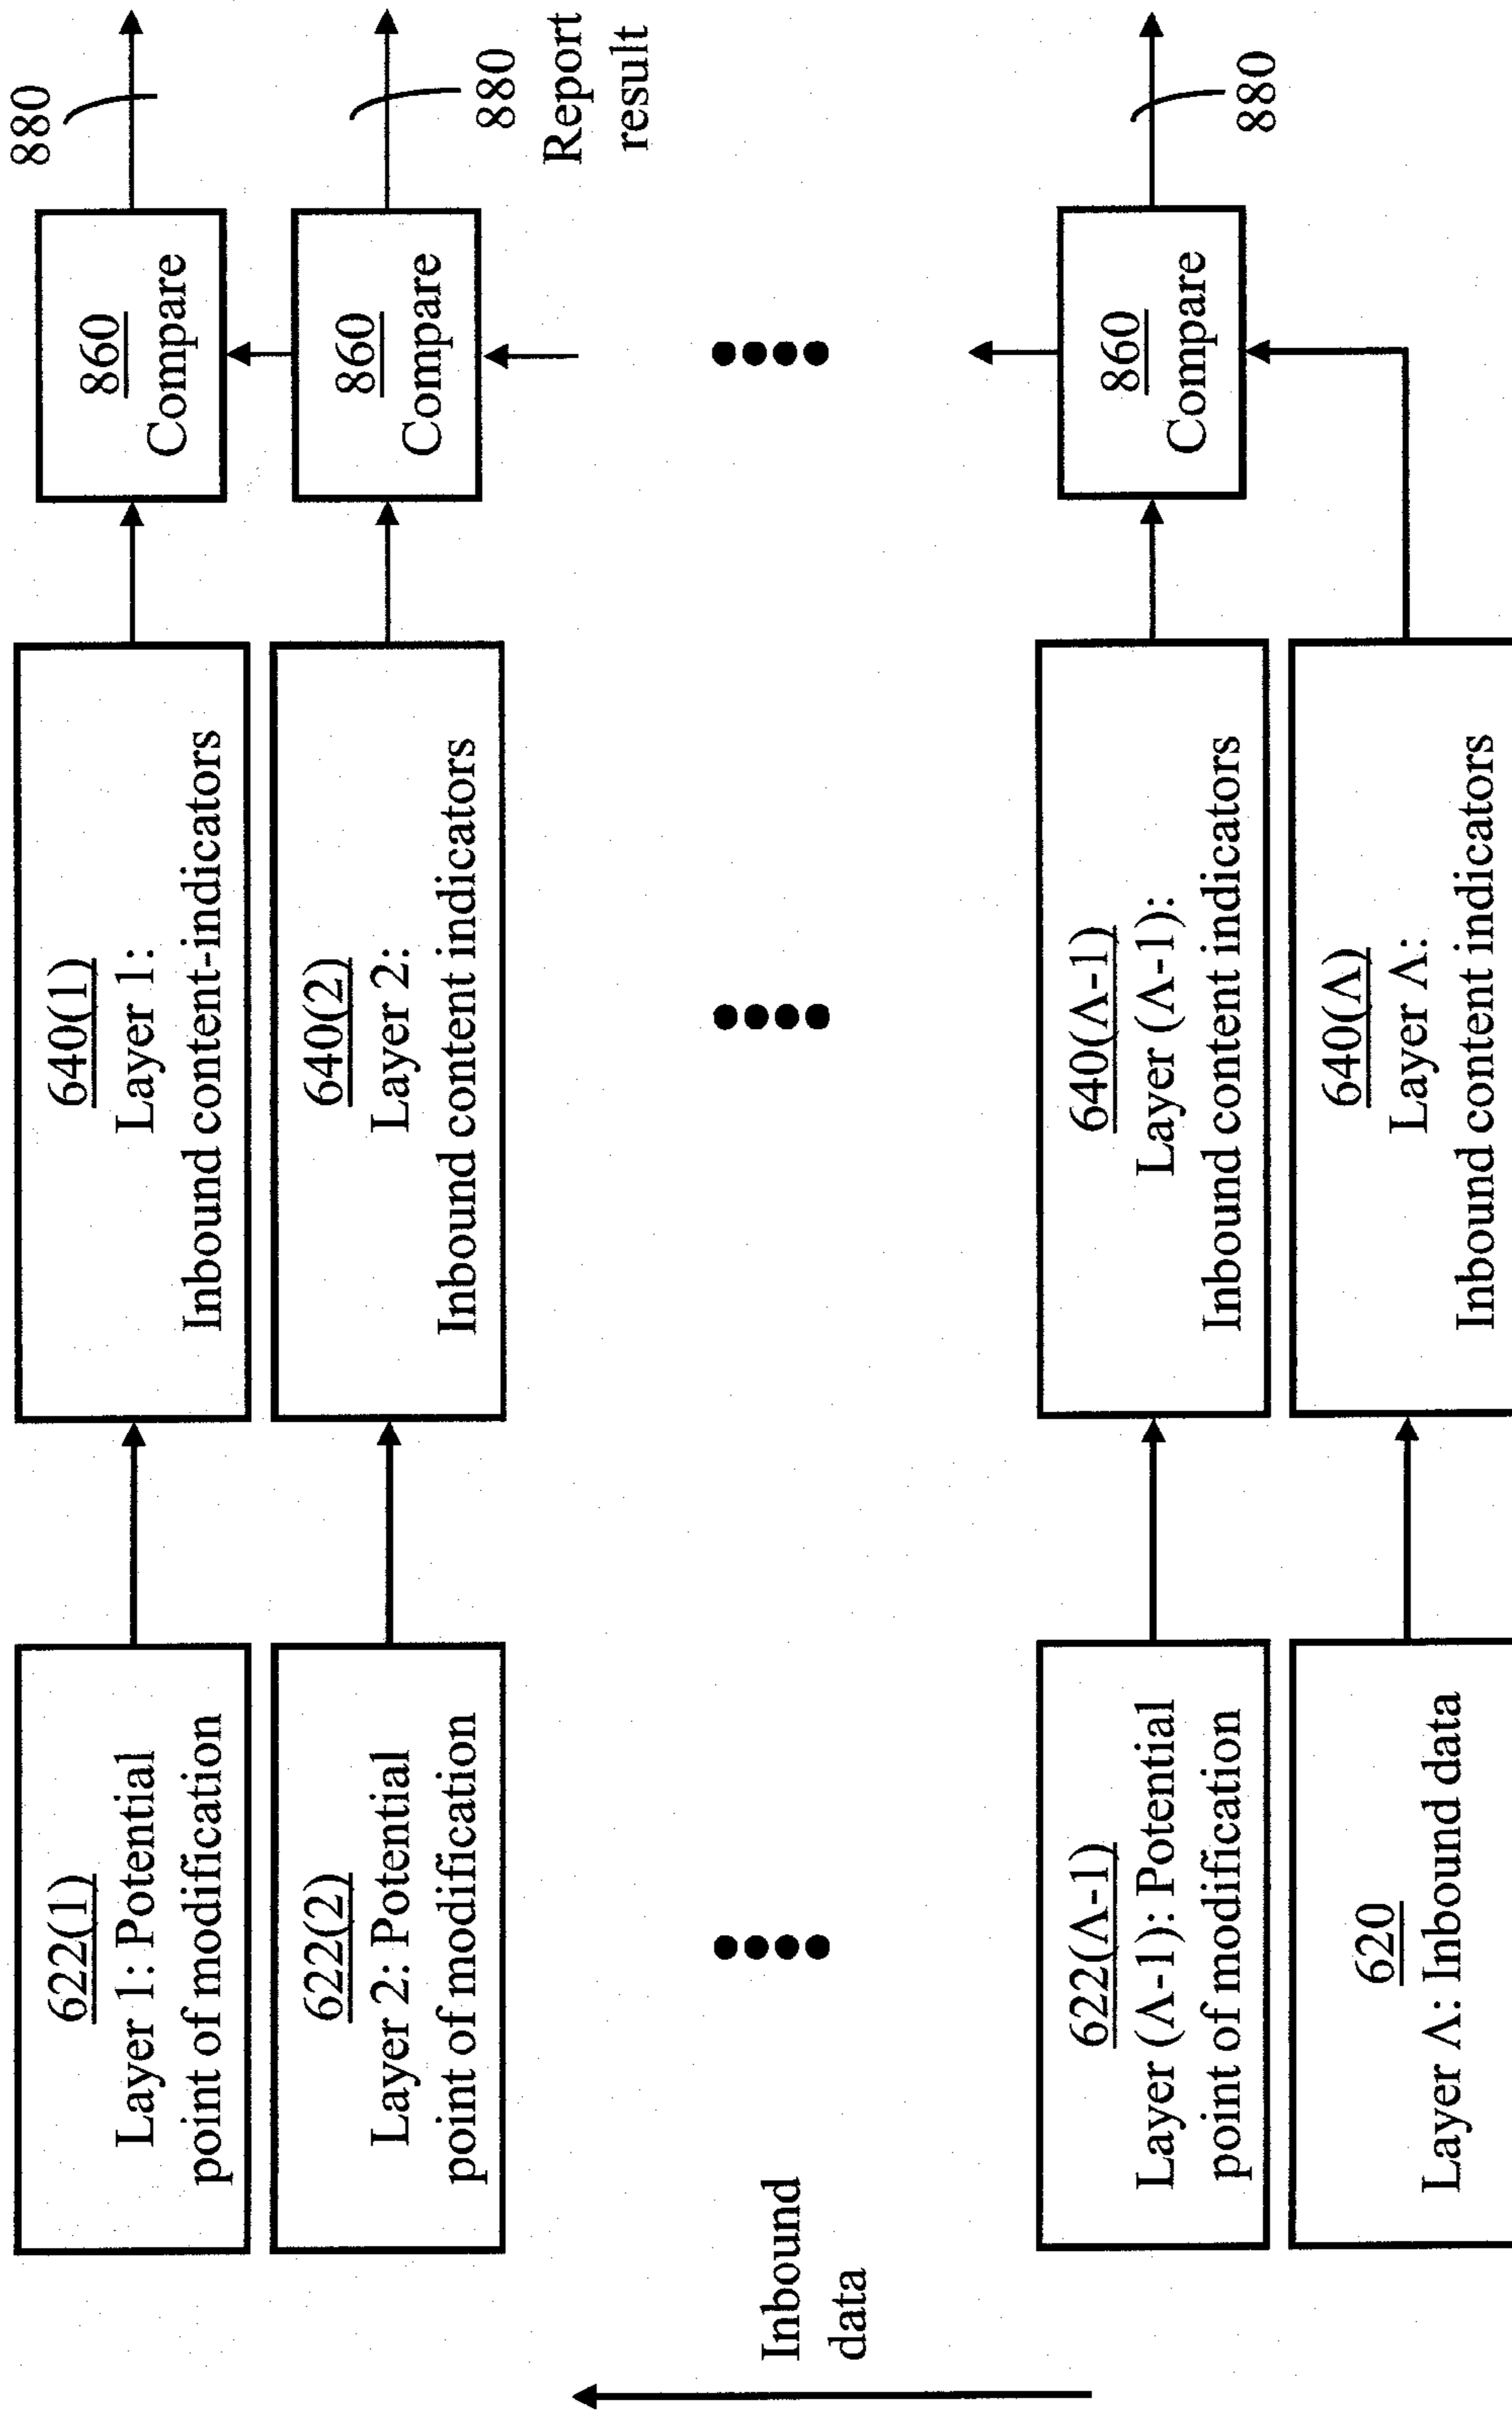 622(1)
Layer 1: Potential
point of modification
640(1)
Layer 1:
Inbound content-indicators
860
Compare
880
622(2)
Layer 2: Potential
point of modification
640(2)
Layer 2:
Inbound content indicators
860
Compare
880
Report
result
Inbound
data
622(Λ-1)
Layer (Λ-1): Potential
point of modification
640(Λ-1)
Layer (Λ-1):
Inbound content indicators
860
Compare
880
620
Layer Λ: Inbound data
640(Λ)
Layer Λ:
Inbound content indicators